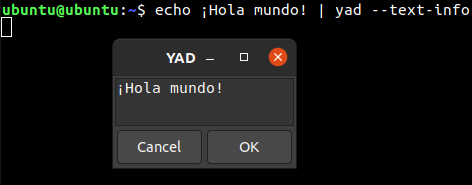 ubuntu@ubuntu:~$ echo ¡Hola mundo! | yad --text-info
YAD
¡Hola mundo!
Cancel OK